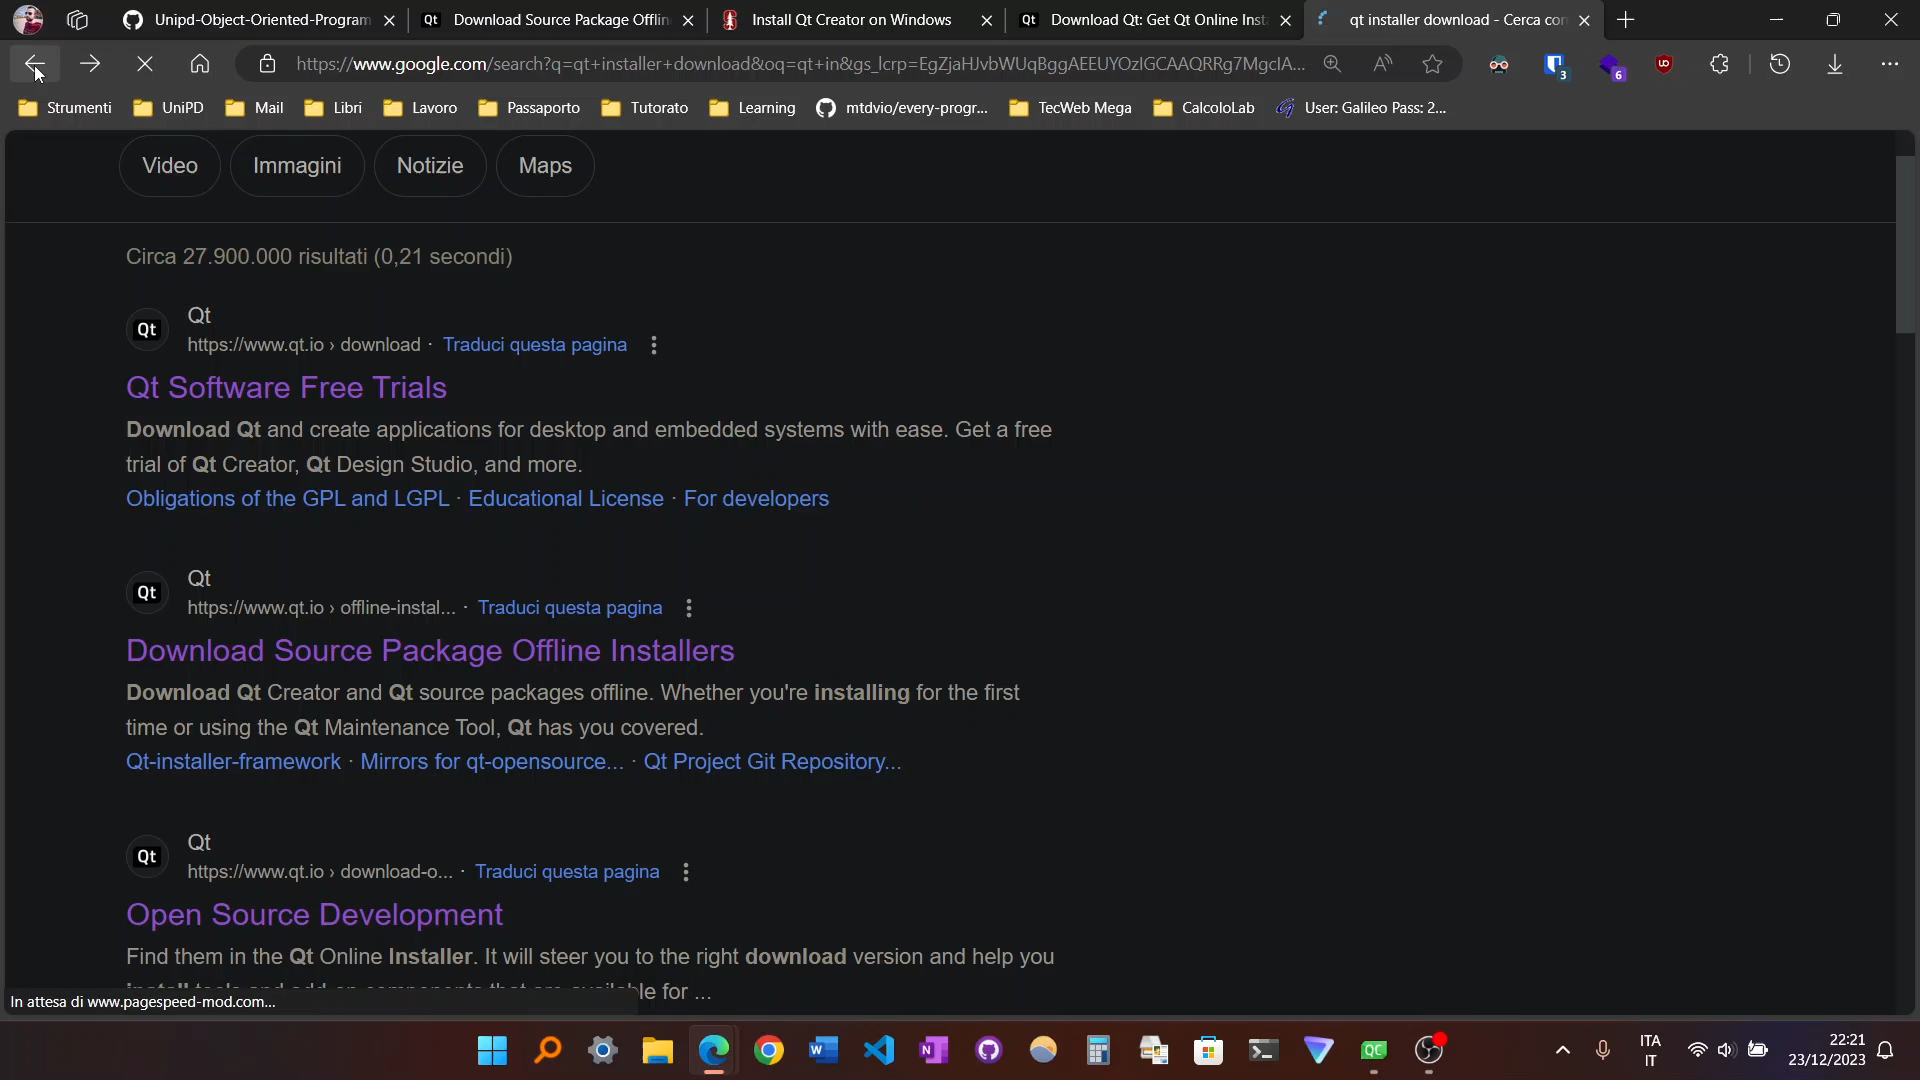 Unipd-Object-Oriented-Program
Qt Download Source Package Offlin
Install Qt Creator on Windows
Qt Download Qt: Get Qt Online Inst
qt installer download - Cerca con
https://www.google.com/search?q=qt+installer+download&oq=qt+in&gs_lcrp=EgZjaHJvbWUqBggAEEUYOzIGCAAQRRg7MgcIA...
3
6
Strumenti
UniPD
Mail
Libri
Lavoro
Passaporto
Tutorato
Learning
mtdvio/every-progr...
TecWeb Mega
CalcoloLab
User: Galileo Pass: 2...
Video
Immagini
Notizie
Maps
Circa 27.900.000 risultati (0,21 secondi)
Qt
Qt
https://www.qt.io › download · Traduci questa pagina
Qt Software Free Trials
Download Qt and create applications for desktop and embedded systems with ease. Get a free
trial of Qt Creator, Qt Design Studio, and more.
Obligations of the GPL and LGPL · Educational License · For developers
Qt
Qt
https://www.qt.io › offline-instal... · Traduci questa pagina
Download Source Package Offline Installers
Download Qt Creator and Qt source packages offline. Whether you're installing for the first
time or using the Qt Maintenance Tool, Qt has you covered.
Qt-installer-framework · Mirrors for qt-opensource... · Qt Project Git Repository...
Qt
Qt
https://www.qt.io › download-o... · Traduci questa pagina
Open Source Development
Find them in the Qt Online Installer. It will steer you to the right download version and help you
le for ...
In attesa di www.pagespeed-mod.com...
ITA
IT
22:21
23/12/2023